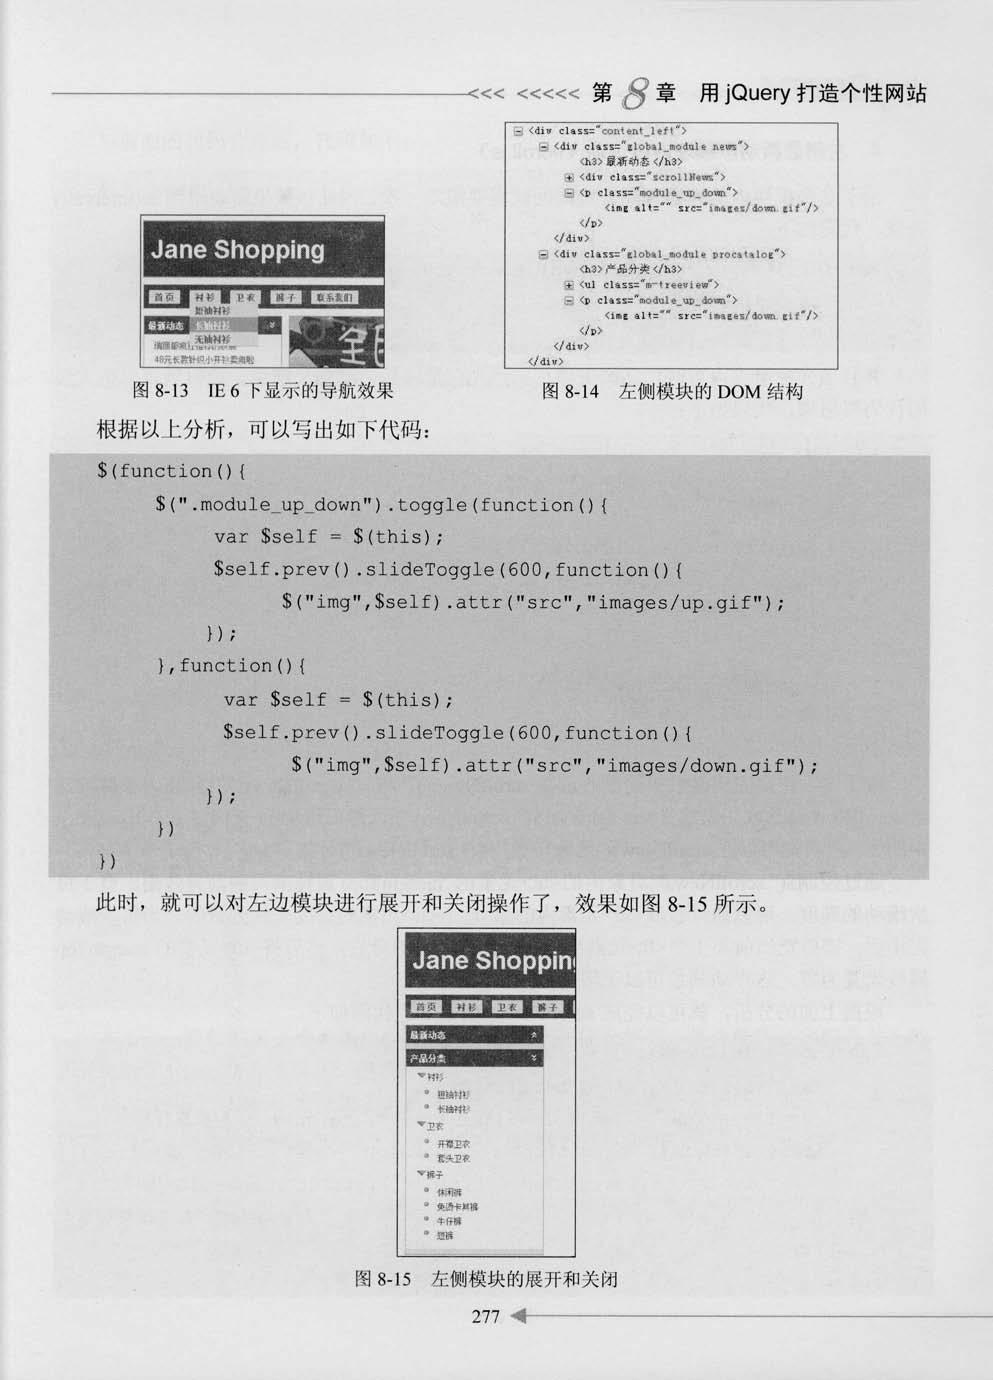 <<< <<<<< 第8章 用 jQuery 打造个性网站
Jane Shopping
首页 衬衫 卫衣 裤子 联系我们
短袖衬衫
最新动态 长袖衬衫
无袖衬衫
48元长款针织小开衫卖疯啦
图 8-13 IE 6 下显示的导航效果
<div class="content_left">
<div class="global_module news">
<h3>最新动态</h3>
<div class="scrollNews">
<p class="module_up_down">
<img alt="" src="images/down.gif"/>
</p>
</div>
<div class="global_module procatalog">
<h3>产品分类</h3>
<ul class="m-treeview">
<p class="module_up_down">
<img alt="" src="images/down.gif"/>
</p>
</div>
</div>
图 8-14 左侧模块的 DOM 结构
根据以上分析，可以写出如下代码：
$(function(){
$(".module_up_down").toggle(function(){
var $self = $(this);
$self.prev().slideToggle(600,function(){
$("img",$self).attr("src","images/up.gif");
});
},function(){
var $self = $(this);
$self.prev().slideToggle(600,function(){
$("img",$self).attr("src","images/down.gif");
});
})
})
此时，就可以对左边模块进行展开和关闭操作了，效果如图 8-15 所示。
Jane Shoppin
首页 衬衫 卫衣 裤子
最新动态
产品分类
衬衫
短袖衬衫
长袖衬衫
卫衣
开襟卫衣
套头卫衣
裤子
休闲裤
免烫卡其裤
牛仔裤
短裤
图 8-15 左侧模块的展开和关闭
277